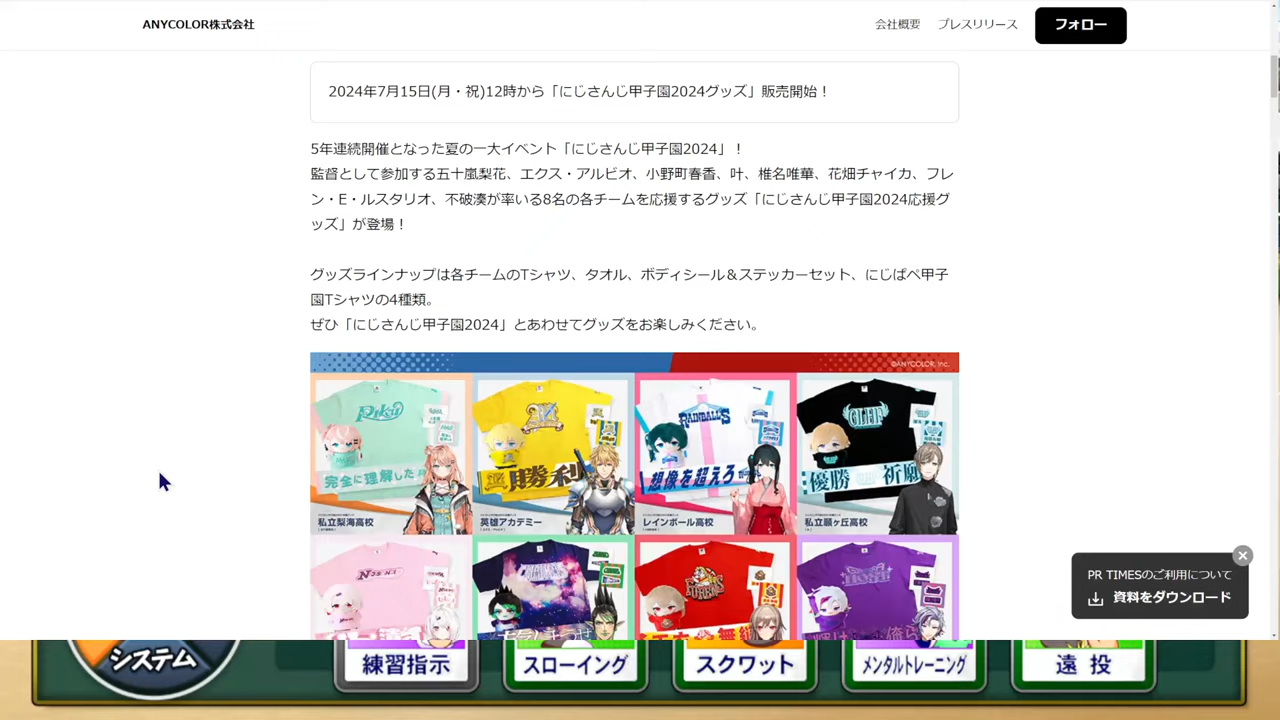 ANYCOLOR株式会社
会社概要
プレスリリース
フォロー
2024年7月15日(月・祝)12時から「にじさんじ甲子園2024グッズ」販売開始！
5年連続開催となった夏の一大イベント「にじさんじ甲子園2024」！
監督として参加する五十嵐梨花、エクス・アルビオ、小野町春香、叶、椎名唯華、花畑チャイカ、フレ
ン・E・ルスタリオ、不破湊が率いる8名の各チームを応援するグッズ「にじさんじ甲子園2024応援グ
ッズ」が登場！
グッズラインナップは各チームのTシャツ、タオル、ボディシール＆ステッカーセット、にじぱぺ甲子
園Tシャツの4種類。
ぜひ「にじさんじ甲子園2024」とあわせてグッズをお楽しみください。
©ANYCOLOR, Inc.
RAINBALLS
完全に理解した
勝利
想像を超えろ
優勝 祈願
私立梨海高校
英雄アカデミー
レインボール高校
私立願ヶ丘高校
PR TIMESのご利用について
資料をダウンロード
システム
練習指示
スローイング
スクワット
メンタルトレーニング
遠投